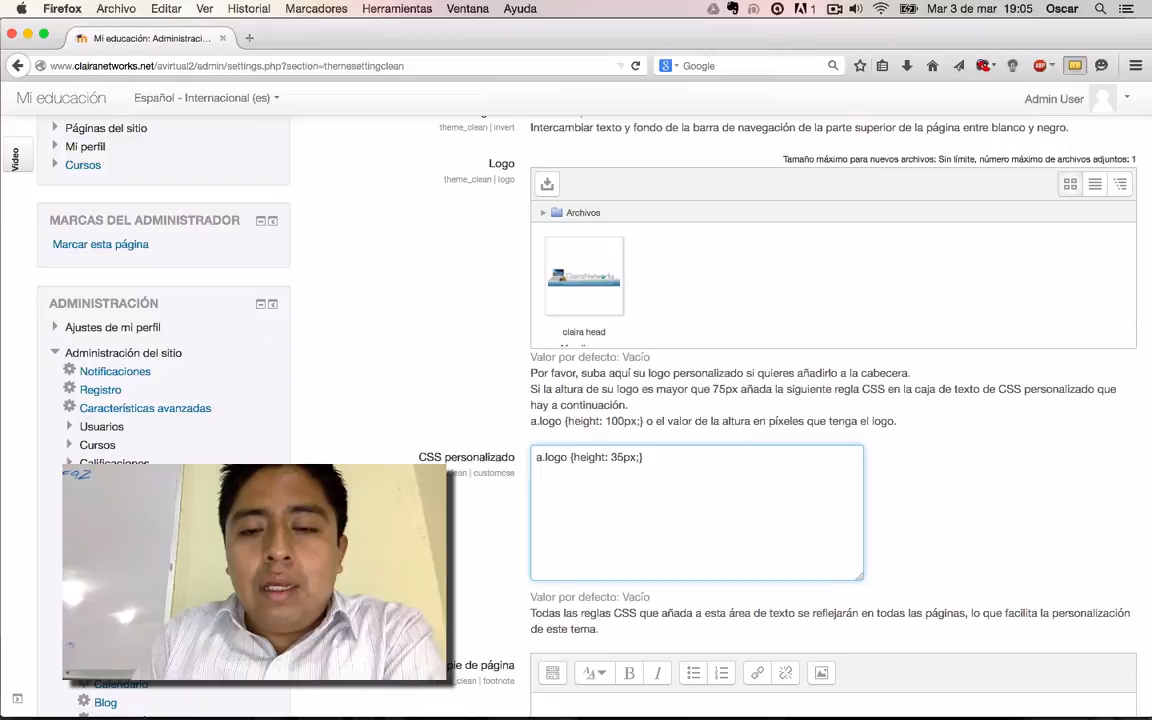 Firefox Archivo Editar Ver Historial Marcadores Herramientas Ventana Ayuda
1 Mar 3 de mar 19:05 Oscar
Mi educación: Administraci...
www.clairanetworks.net/avirtual2/admin/settings.php?section=themesettingclean
Google
Mi educación Español - Internacional (es) Admin User
Video
Páginas del sitio
Mi perfil
Cursos
MARCAS DEL ADMINISTRADOR
Marcar esta página
ADMINISTRACIÓN
Ajustes de mi perfil
Administración del sitio
Notificaciones
Registro
Características avanzadas
Usuarios
Cursos
Calificaciones
Calendario
Blog
theme_clean | invert
Intercambiar texto y fondo de la barra de navegación de la parte superior de la página entre blanco y negro.
Logo
theme_clean | logo
Tamaño máximo para nuevos archivos: Sin límite, número máximo de archivos adjuntos: 1
Archivos
ClairaNetworks
claira head
Valor por defecto: Vacío
Por favor, suba aquí su logo personalizado si quieres añadirlo a la cabecera.
Si la altura de su logo es mayor que 75px añada la siguiente regla CSS en la caja de texto de CSS personalizado que
hay a continuación.
a.logo {height: 100px;} o el valor de la altura en píxeles que tenga el logo.
CSS personalizado
clean | customcss
a.logo {height: 35px;}
Valor por defecto: Vacío
Todas las reglas CSS que añada a esta área de texto se reflejarán en todas las páginas, lo que facilita la personalización
de este tema.
pie de página
_clean | footnote
B I